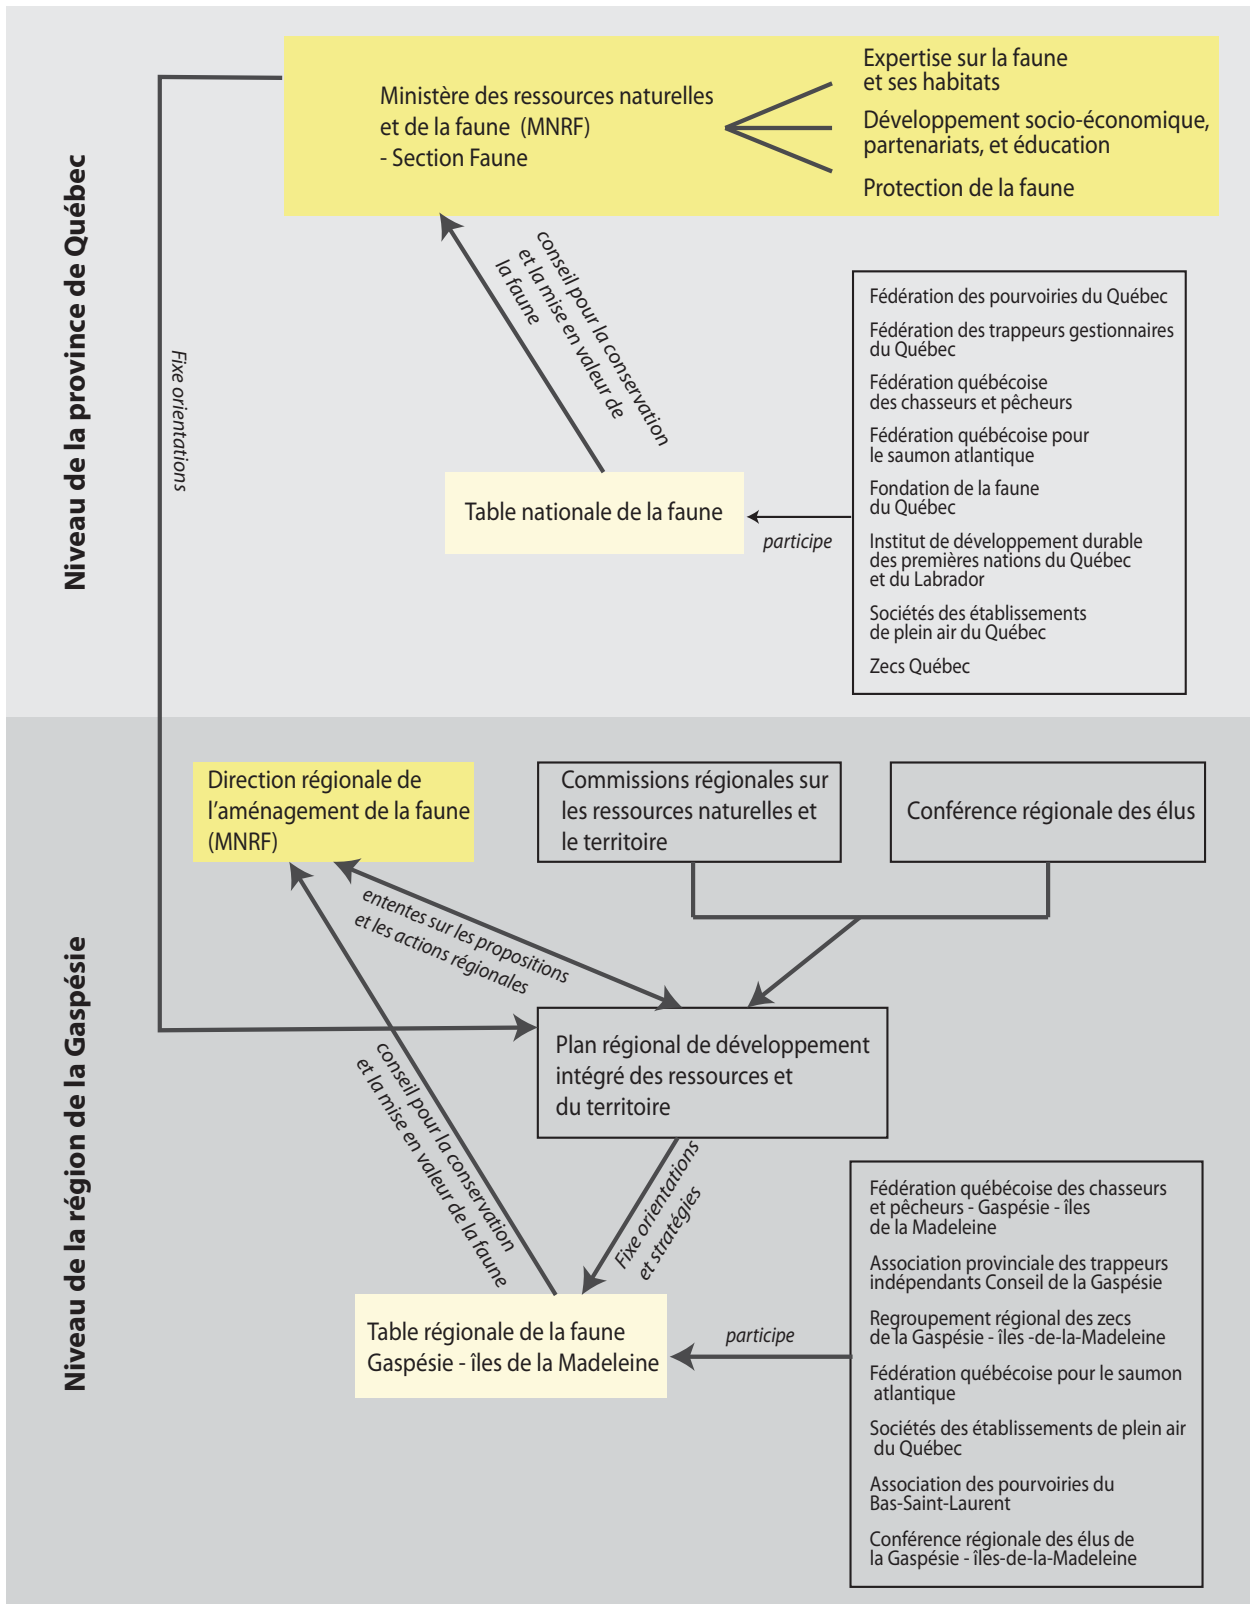 Niveau de la province de Québec
Ministère des ressources naturelles
et de la faune (MNRF)
- Section Faune
Expertise sur la faune
et ses habitats
Développement socio-économique,
partenariats, et éducation
Protection de la faune
Fixe orientations
conseil pour la conservation
et la mise en valeur de
la faune
Table nationale de la faune
participe
Fédération des pourvoiries du Québec
Fédération des trappeurs gestionnaires
du Québec
Fédération québécoise
des chasseurs et pêcheurs
Fédération québécoise pour
le saumon atlantique
Fondation de la faune
du Québec
Institut de développement durable
des premières nations du Québec
et du Labrador
Sociétés des établissements
de plein air du Québec
Zecs Québec
Niveau de la région de la Gaspésie
Direction régionale de
l'aménagement de la faune
(MNRF)
Commissions régionales sur
les ressources naturelles et
le territoire
Conférence régionale des élus
ententes sur les propositions
et les actions régionales
Plan régional de développement
intégré des ressources et
du territoire
conseil pour la conservation
et la mise en valeur de la faune
Fixe orientations
et stratégies
Table régionale de la faune
Gaspésie - îles de la Madeleine
participe
Fédération québécoise des chasseurs
et pêcheurs - Gaspésie - îles
de la Madeleine
Association provinciale des trappeurs
indépendants Conseil de la Gaspésie
Regroupement régional des zecs
de la Gaspésie - îles -de-la-Madeleine
Fédération québécoise pour le saumon
atlantique
Sociétés des établissements de plein air
du Québec
Association des pourvoiries du
Bas-Saint-Laurent
Conférence régionale des élus de
la Gaspésie - îles-de-la-Madeleine